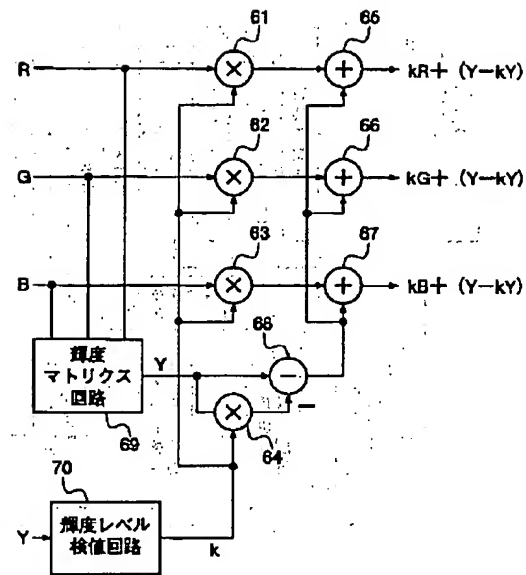 61
65
R
kR+ (Y-kY)
62
66
G
kG+ (Y-kY)
63
67
B
kB+ (Y-kY)
68
輝度
マトリクス
回路
Y
69
64
70
輝度レベル
検値回路
Y
k